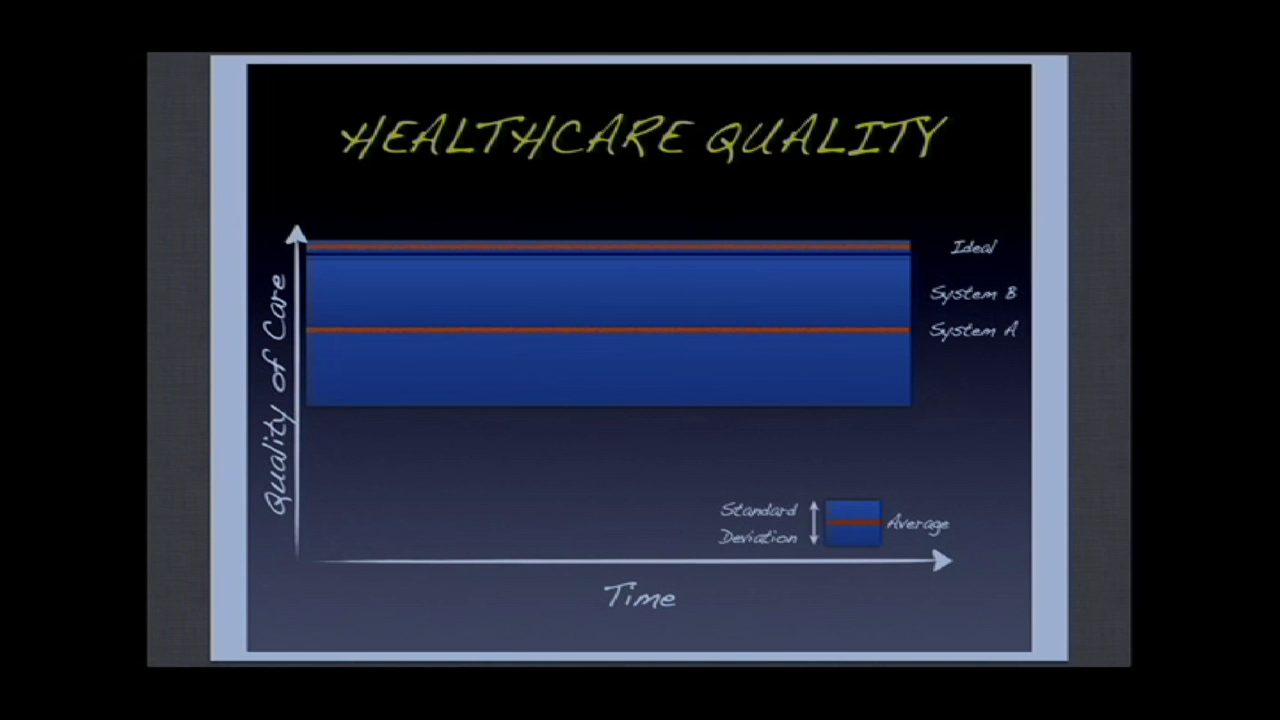 HEALTHCARE QUALITY
Quality of Care
Ideal
System B
System A
Standard
Deviation
Average
Time